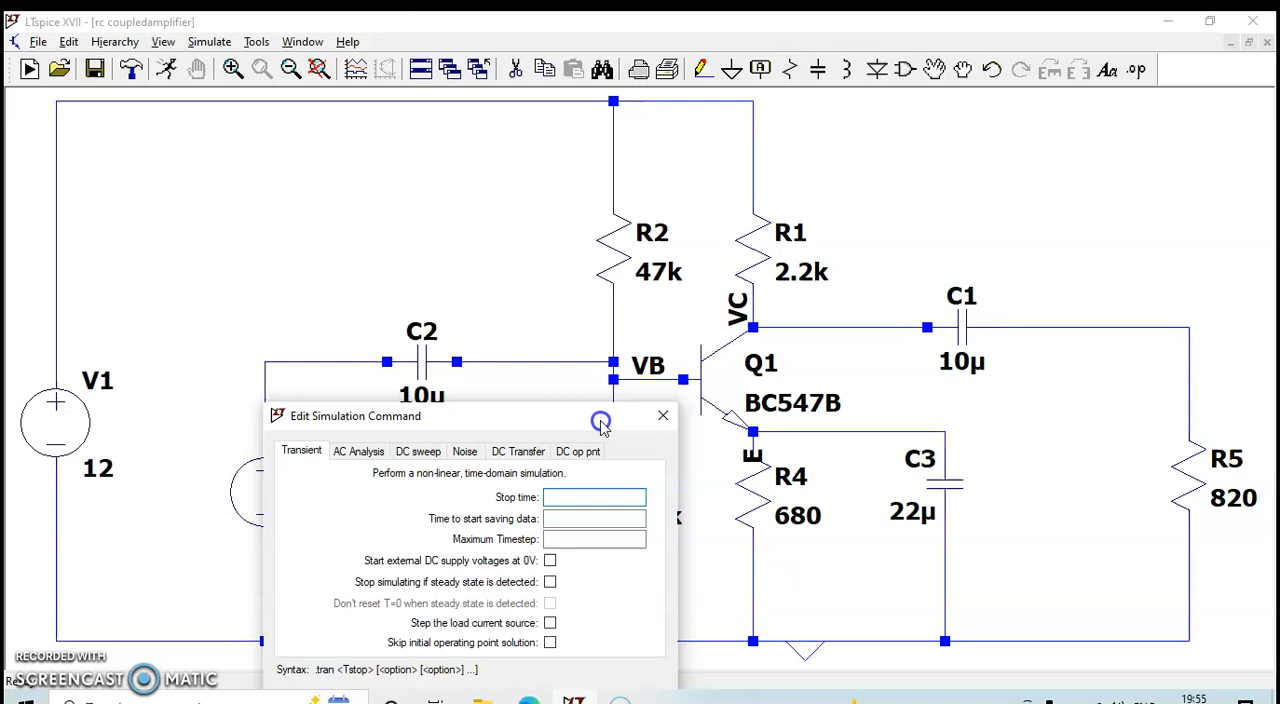 LTspice XVII - [rc coupledamplifier]
File Edit Hierarchy View Simulate Tools Window Help
Aa .op
R2
47k
R1
2.2k
VC
C1
10µ
C2
10µ
VB
Q1
BC547B
V1
12
E
R4
680
C3
22µ
R5
820
k
Edit Simulation Command
Transient AC Analysis DC sweep Noise DC Transfer DC op pnt
Perform a non-linear, time-domain simulation.
Stop time:
Time to start saving data:
Maximum Timestep:
Start external DC supply voltages at 0V:
Stop simulating if steady state is detected:
Don't reset T=0 when steady state is detected:
Step the load current source:
Skip initial operating point solution:
Syntax: .tran <Tstop> [<option> [<option>] ...]
RECORDED WITH
SCREENCAST MATIC
19:55